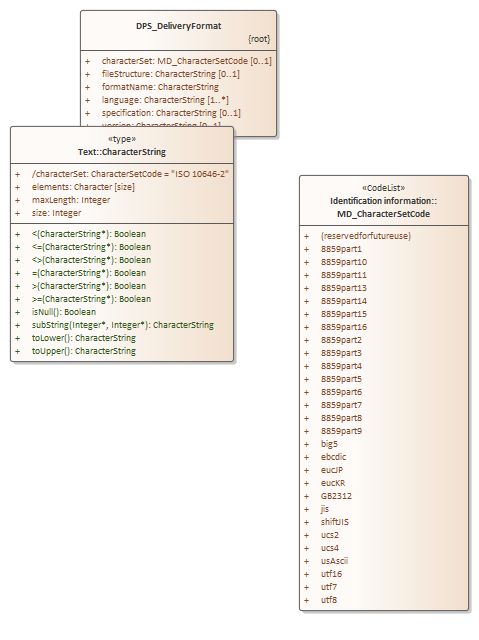 DPS_DeliveryFormat
{root}
+ characterSet: MD_CharacterSetCode [0..1]
+ fileStructure: CharacterString [0..1]
+ formatName: CharacterString
+ language: CharacterString [1..*]
+ specification: CharacterString [0..1]
+ version: CharacterString [0..1]
«type»
Text::CharacterString
+ /characterSet: CharacterSetCode = "ISO 10646-2"
+ elements: Character [size]
+ maxLength: Integer
+ size: Integer
+ <(CharacterString*): Boolean
+ <=(CharacterString*): Boolean
+ <>(CharacterString*): Boolean
+ =(CharacterString*): Boolean
+ >(CharacterString*): Boolean
+ >=(CharacterString*): Boolean
+ isNull(): Boolean
+ subString(Integer*, Integer*): CharacterString
+ toLower(): CharacterString
+ toUpper(): CharacterString
«CodeList»
Identification information::
MD_CharacterSetCode
+ (reservedforfutureuse)
+ 8859part1
+ 8859part10
+ 8859part11
+ 8859part13
+ 8859part14
+ 8859part15
+ 8859part16
+ 8859part2
+ 8859part3
+ 8859part4
+ 8859part5
+ 8859part6
+ 8859part7
+ 8859part8
+ 8859part9
+ big5
+ ebcdic
+ eucJP
+ eucKR
+ GB2312
+ jis
+ shiftJIS
+ ucs2
+ ucs4
+ usAscii
+ utf16
+ utf7
+ utf8